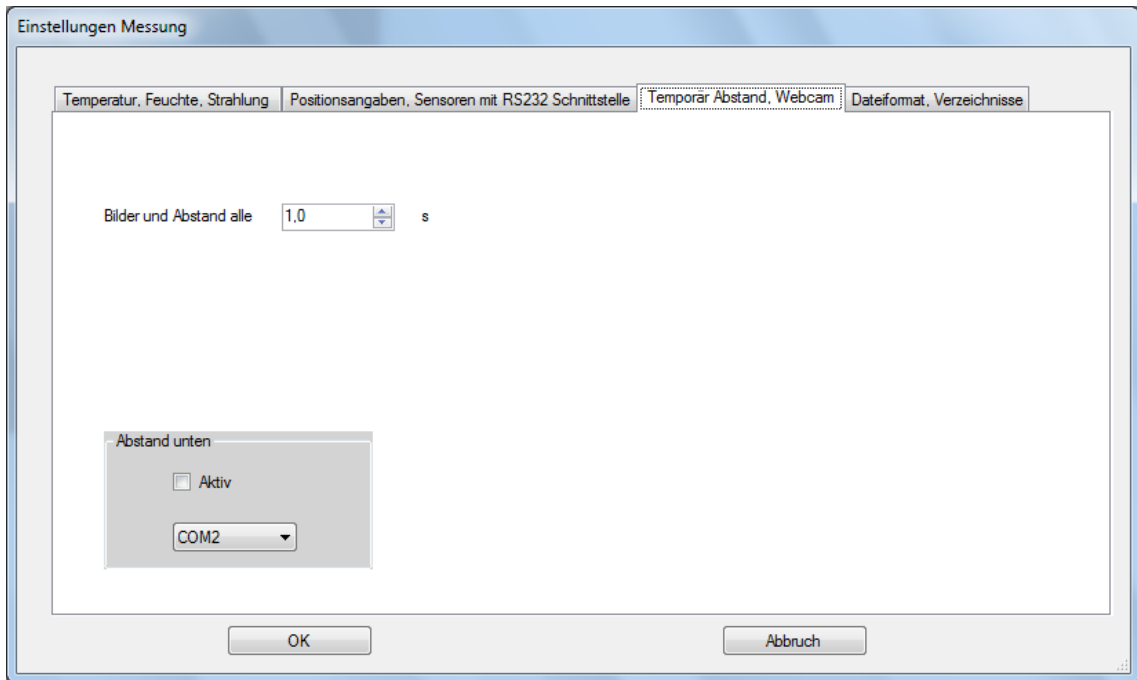 Einstellungen Messung
Temperatur, Feuchte, Strahlung Positionsangaben, Sensoren mit RS232 Schnittstelle Temporär Abstand, Webcam Dateiformat, Verzeichnisse
Bilder und Abstand alle 1,0 s
Abstand unten
Aktiv
COM2
OK Abbruch